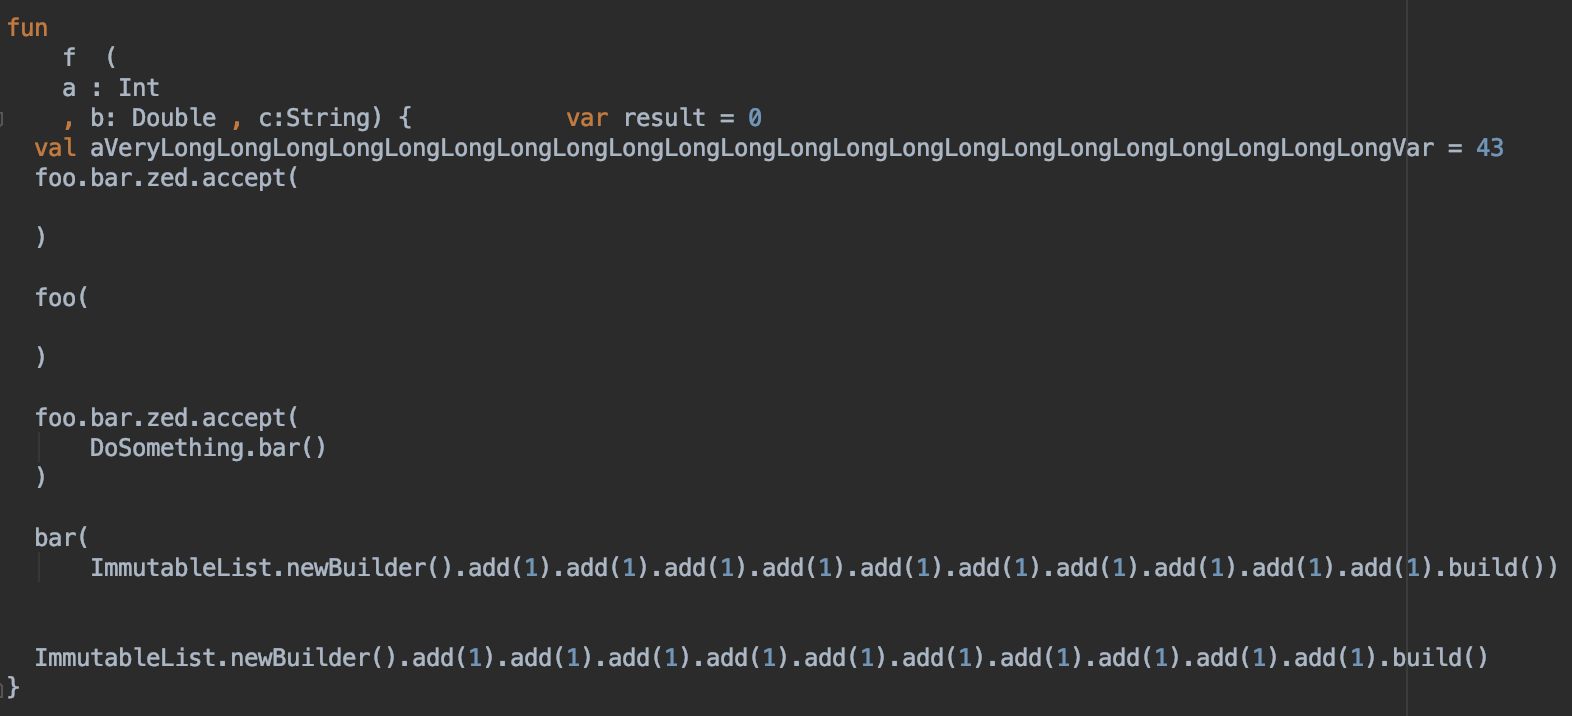 fun
    f  (
    a : Int
    , b: Double , c:String) {           var result = 0
  val aVeryLongLongLongLongLongLongLongLongLongLongLongLongLongLongLongLongLongLongLongLongLongLongVar = 43
  foo.bar.zed.accept(
  )
  foo(
  )
  foo.bar.zed.accept(
      DoSomething.bar()
  )
  bar(
      ImmutableList.newBuilder().add(1).add(1).add(1).add(1).add(1).add(1).add(1).add(1).add(1).add(1).build())
  ImmutableList.newBuilder().add(1).add(1).add(1).add(1).add(1).add(1).add(1).add(1).add(1).add(1).build()
}